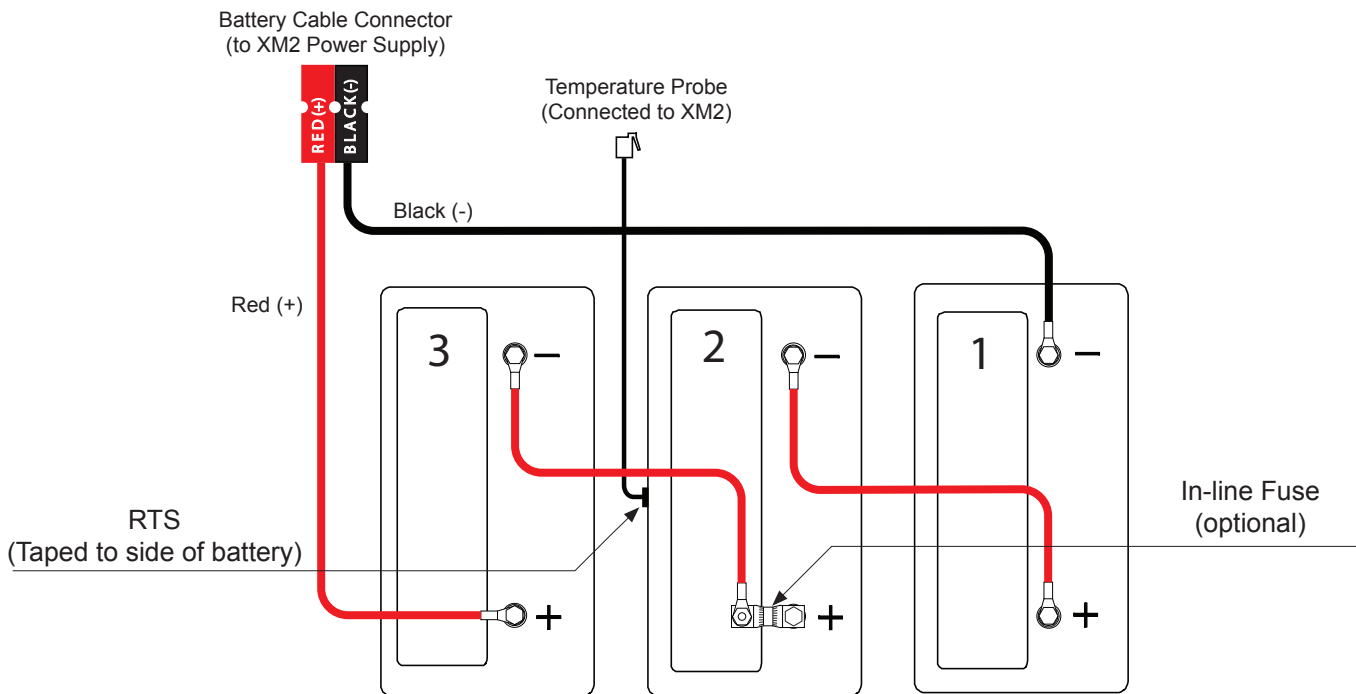 Battery Cable Connector
(to XM2 Power Supply)
RED(+)
BLACK(-)
Temperature Probe
(Connected to XM2)
Black (-)
Red (+)
3
−
2
−
1
−
RTS
(Taped to side of battery)
In-line Fuse
(optional)
+
+
+